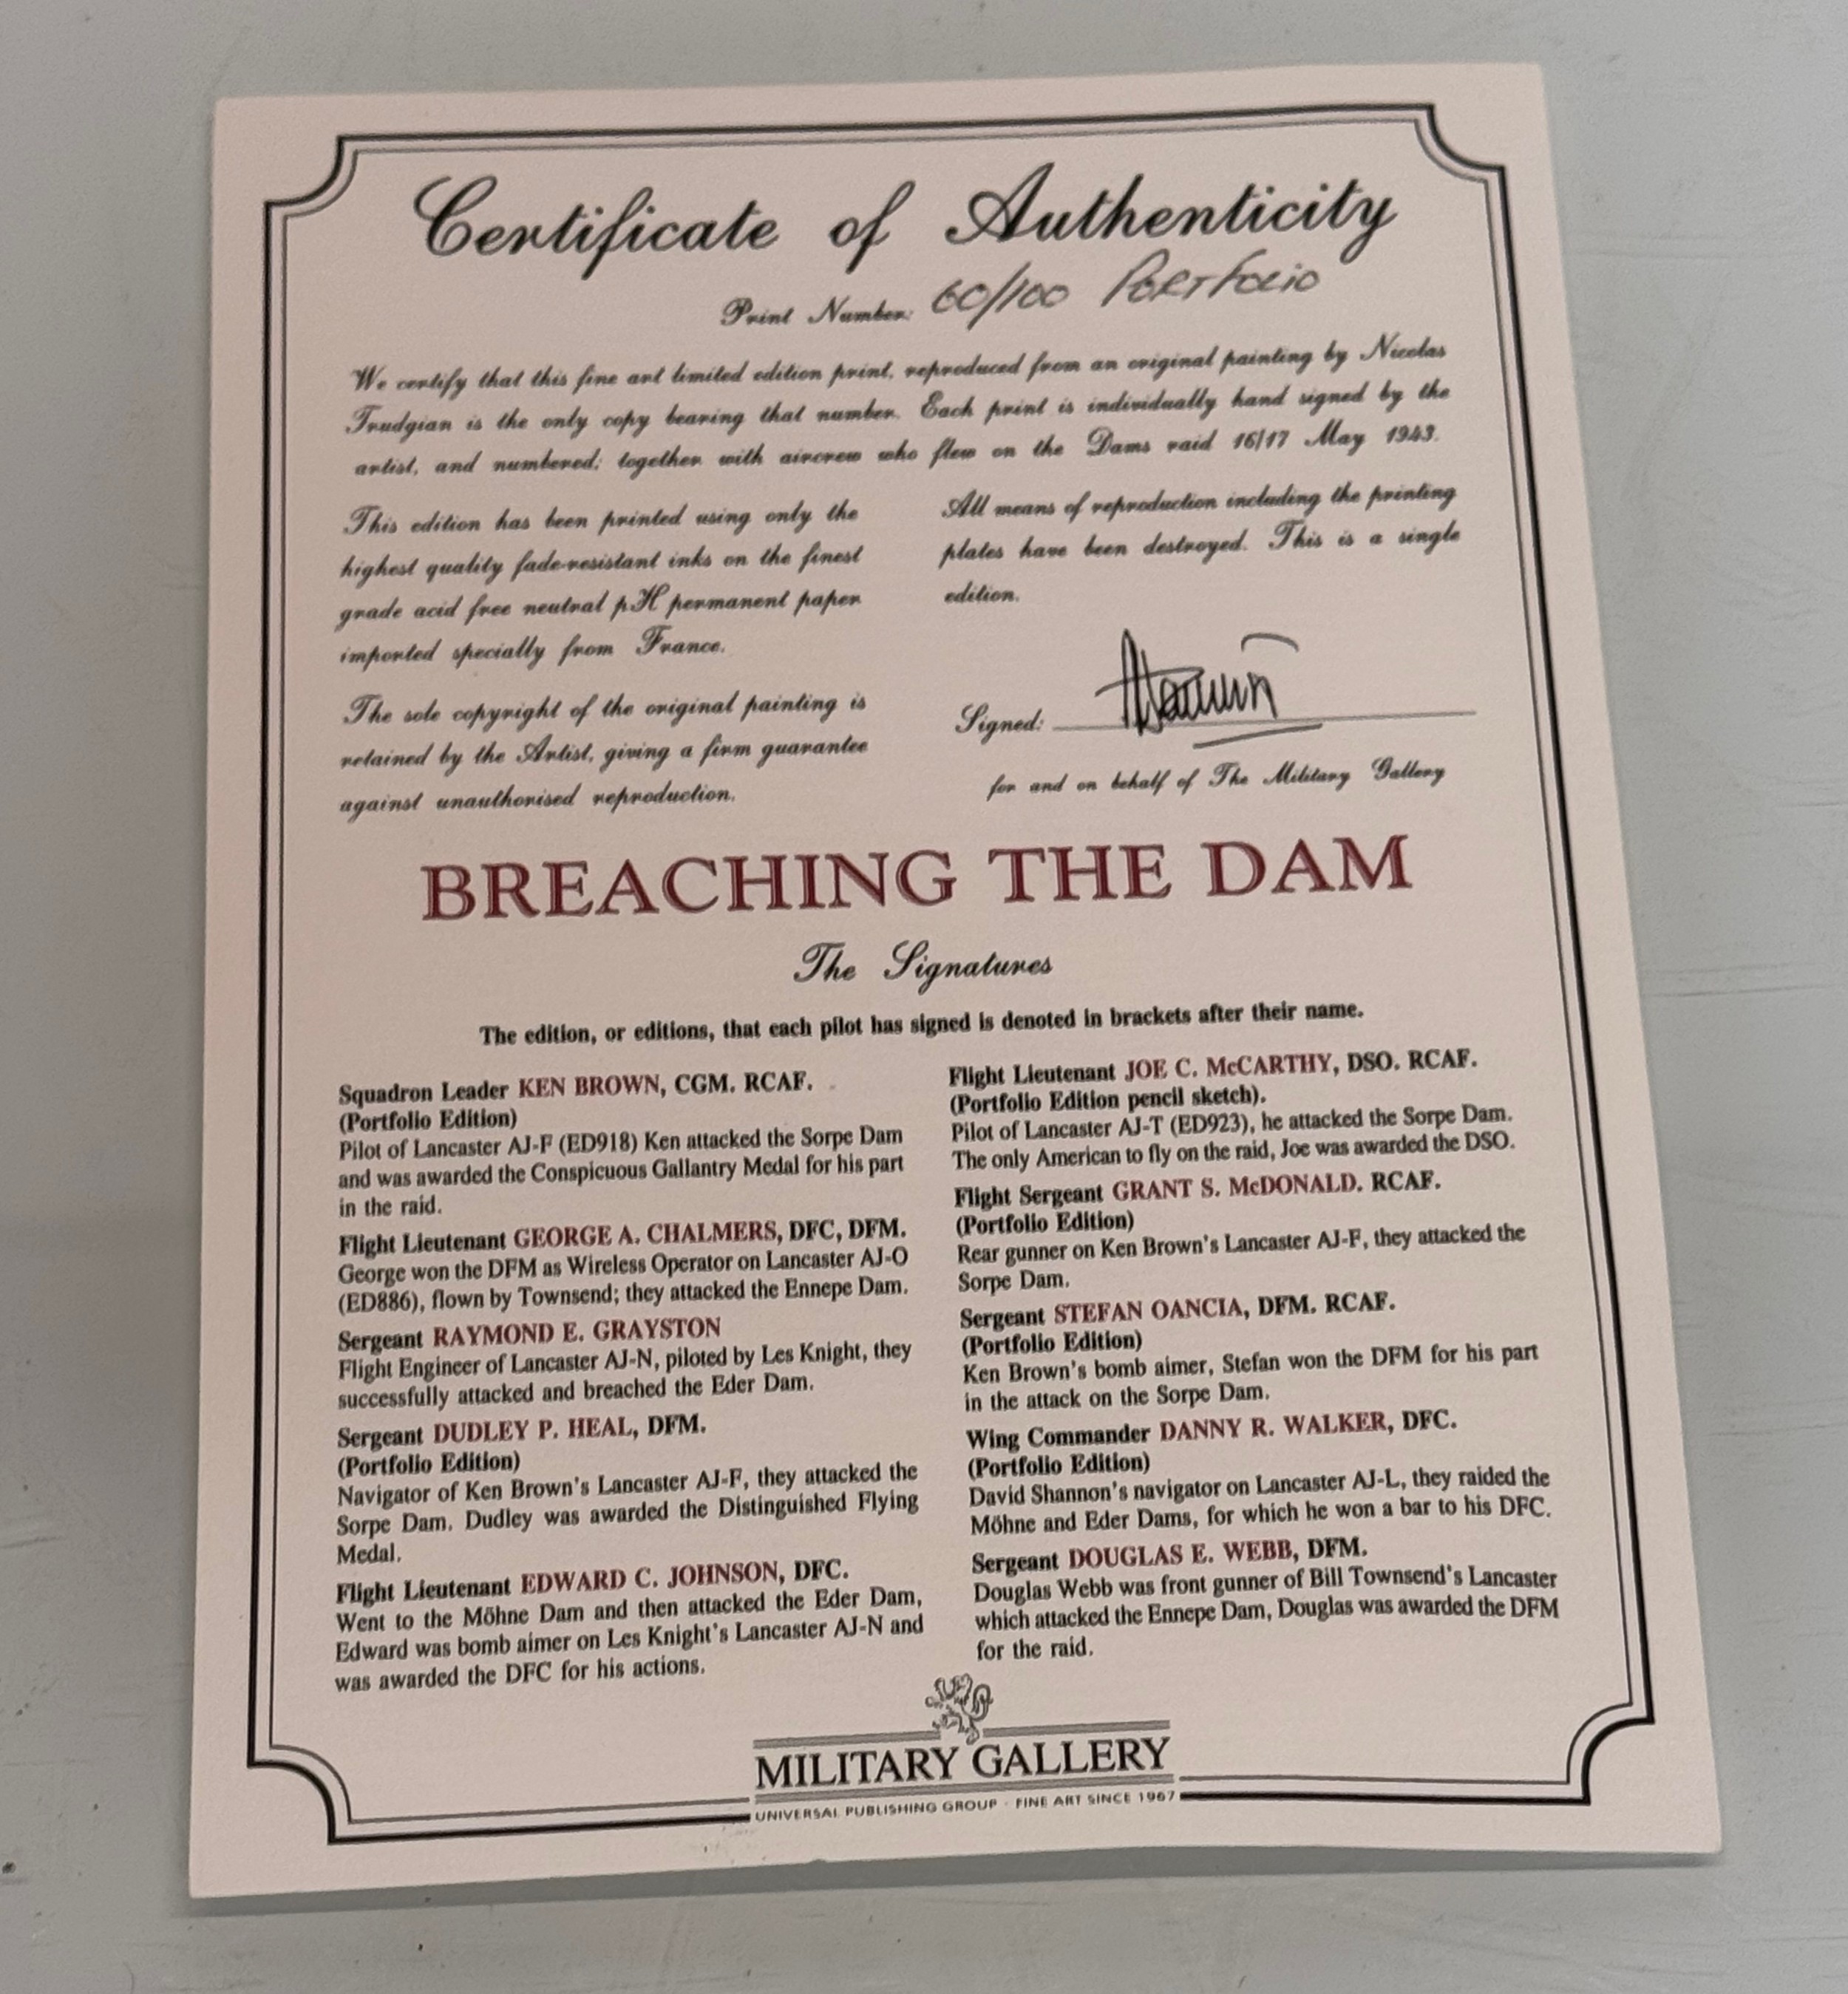 Certificate of Authenticity
Print Number: 60/100 Portfolio
We certify that this fine art limited edition print, reproduced from an original painting by Nicolas
Trudgian is the only copy bearing that number. Each print is individually hand signed by the
artist, and numbered; together with aircrew who flew on the Dams raid 16/17 May 1943.
This edition has been printed using only the
highest quality fade-resistant inks on the finest
grade acid free neutral pH permanent paper
imported specially from France.
The sole copyright of the original painting is
retained by the Artist, giving a firm guarantee
against unauthorised reproduction.
All means of reproduction including the printing
plates have been destroyed. This is a single
edition.
Signed:
for and on behalf of The Military Gallery
BREACHING THE DAM
The Signatures
The edition, or editions, that each pilot has signed is denoted in brackets after their name.
Squadron Leader KEN BROWN, CGM. RCAF.
(Portfolio Edition)
Pilot of Lancaster AJ-F (ED918) Ken attacked the Sorpe Dam
and was awarded the Conspicuous Gallantry Medal for his part
in the raid.
Flight Lieutenant GEORGE A. CHALMERS, DFC, DFM.
George won the DFM as Wireless Operator on Lancaster AJ-O
(ED886), flown by Townsend; they attacked the Ennepe Dam.
Sergeant RAYMOND E. GRAYSTON
Flight Engineer of Lancaster AJ-N, piloted by Les Knight, they
successfully attacked and breached the Eder Dam.
Sergeant DUDLEY P. HEAL, DFM.
(Portfolio Edition)
Navigator of Ken Brown's Lancaster AJ-F, they attacked the
Sorpe Dam. Dudley was awarded the Distinguished Flying
Medal.
Flight Lieutenant EDWARD C. JOHNSON, DFC.
Went to the Möhne Dam and then attacked the Eder Dam,
Edward was bomb aimer on Les Knight's Lancaster AJ-N and
was awarded the DFC for his actions.
Flight Lieutenant JOE C. McCARTHY, DSO. RCAF.
(Portfolio Edition pencil sketch).
Pilot of Lancaster AJ-T (ED923), he attacked the Sorpe Dam.
The only American to fly on the raid, Joe was awarded the DSO.
Flight Sergeant GRANT S. McDONALD. RCAF.
(Portfolio Edition)
Rear gunner on Ken Brown's Lancaster AJ-F, they attacked the
Sorpe Dam.
Sergeant STEFAN OANCIA, DFM. RCAF.
(Portfolio Edition)
Ken Brown's bomb aimer, Stefan won the DFM for his part
in the attack on the Sorpe Dam.
Wing Commander DANNY R. WALKER, DFC.
(Portfolio Edition)
David Shannon's navigator on Lancaster AJ-L, they raided the
Möhne and Eder Dams, for which he won a bar to his DFC.
Sergeant DOUGLAS E. WEBB, DFM.
Douglas Webb was front gunner of Bill Townsend's Lancaster
which attacked the Ennepe Dam, Douglas was awarded the DFM
for the raid.
MILITARY GALLERY
UNIVERSAL PUBLISHING GROUP · FINE ART SINCE 1967